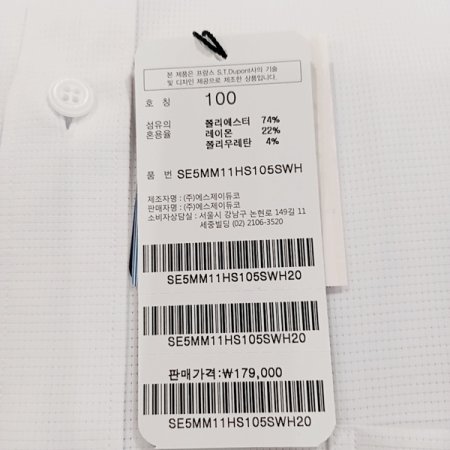 본 제품은 프랑스 S.T.Dupont사의 기술
및 디자인 제공으로 제조한 상품입니다.
호 칭 100
섬유의 폴리에스터 74%
혼용율 레이온 22%
폴리우레탄 4%
품 번 SE5MM11HS105SWH
제조자명 : (주)에스제이듀코
판매자명 : (주)에스제이듀코
소비자상담실 : 서울시 강남구 논현로 149길 11
세중빌딩 (02) 2106-3520
SE5MM11HS105SWH20
SE5MM11HS105SWH20
판매가격:₩179,000
SE5MM11HS105SWH20